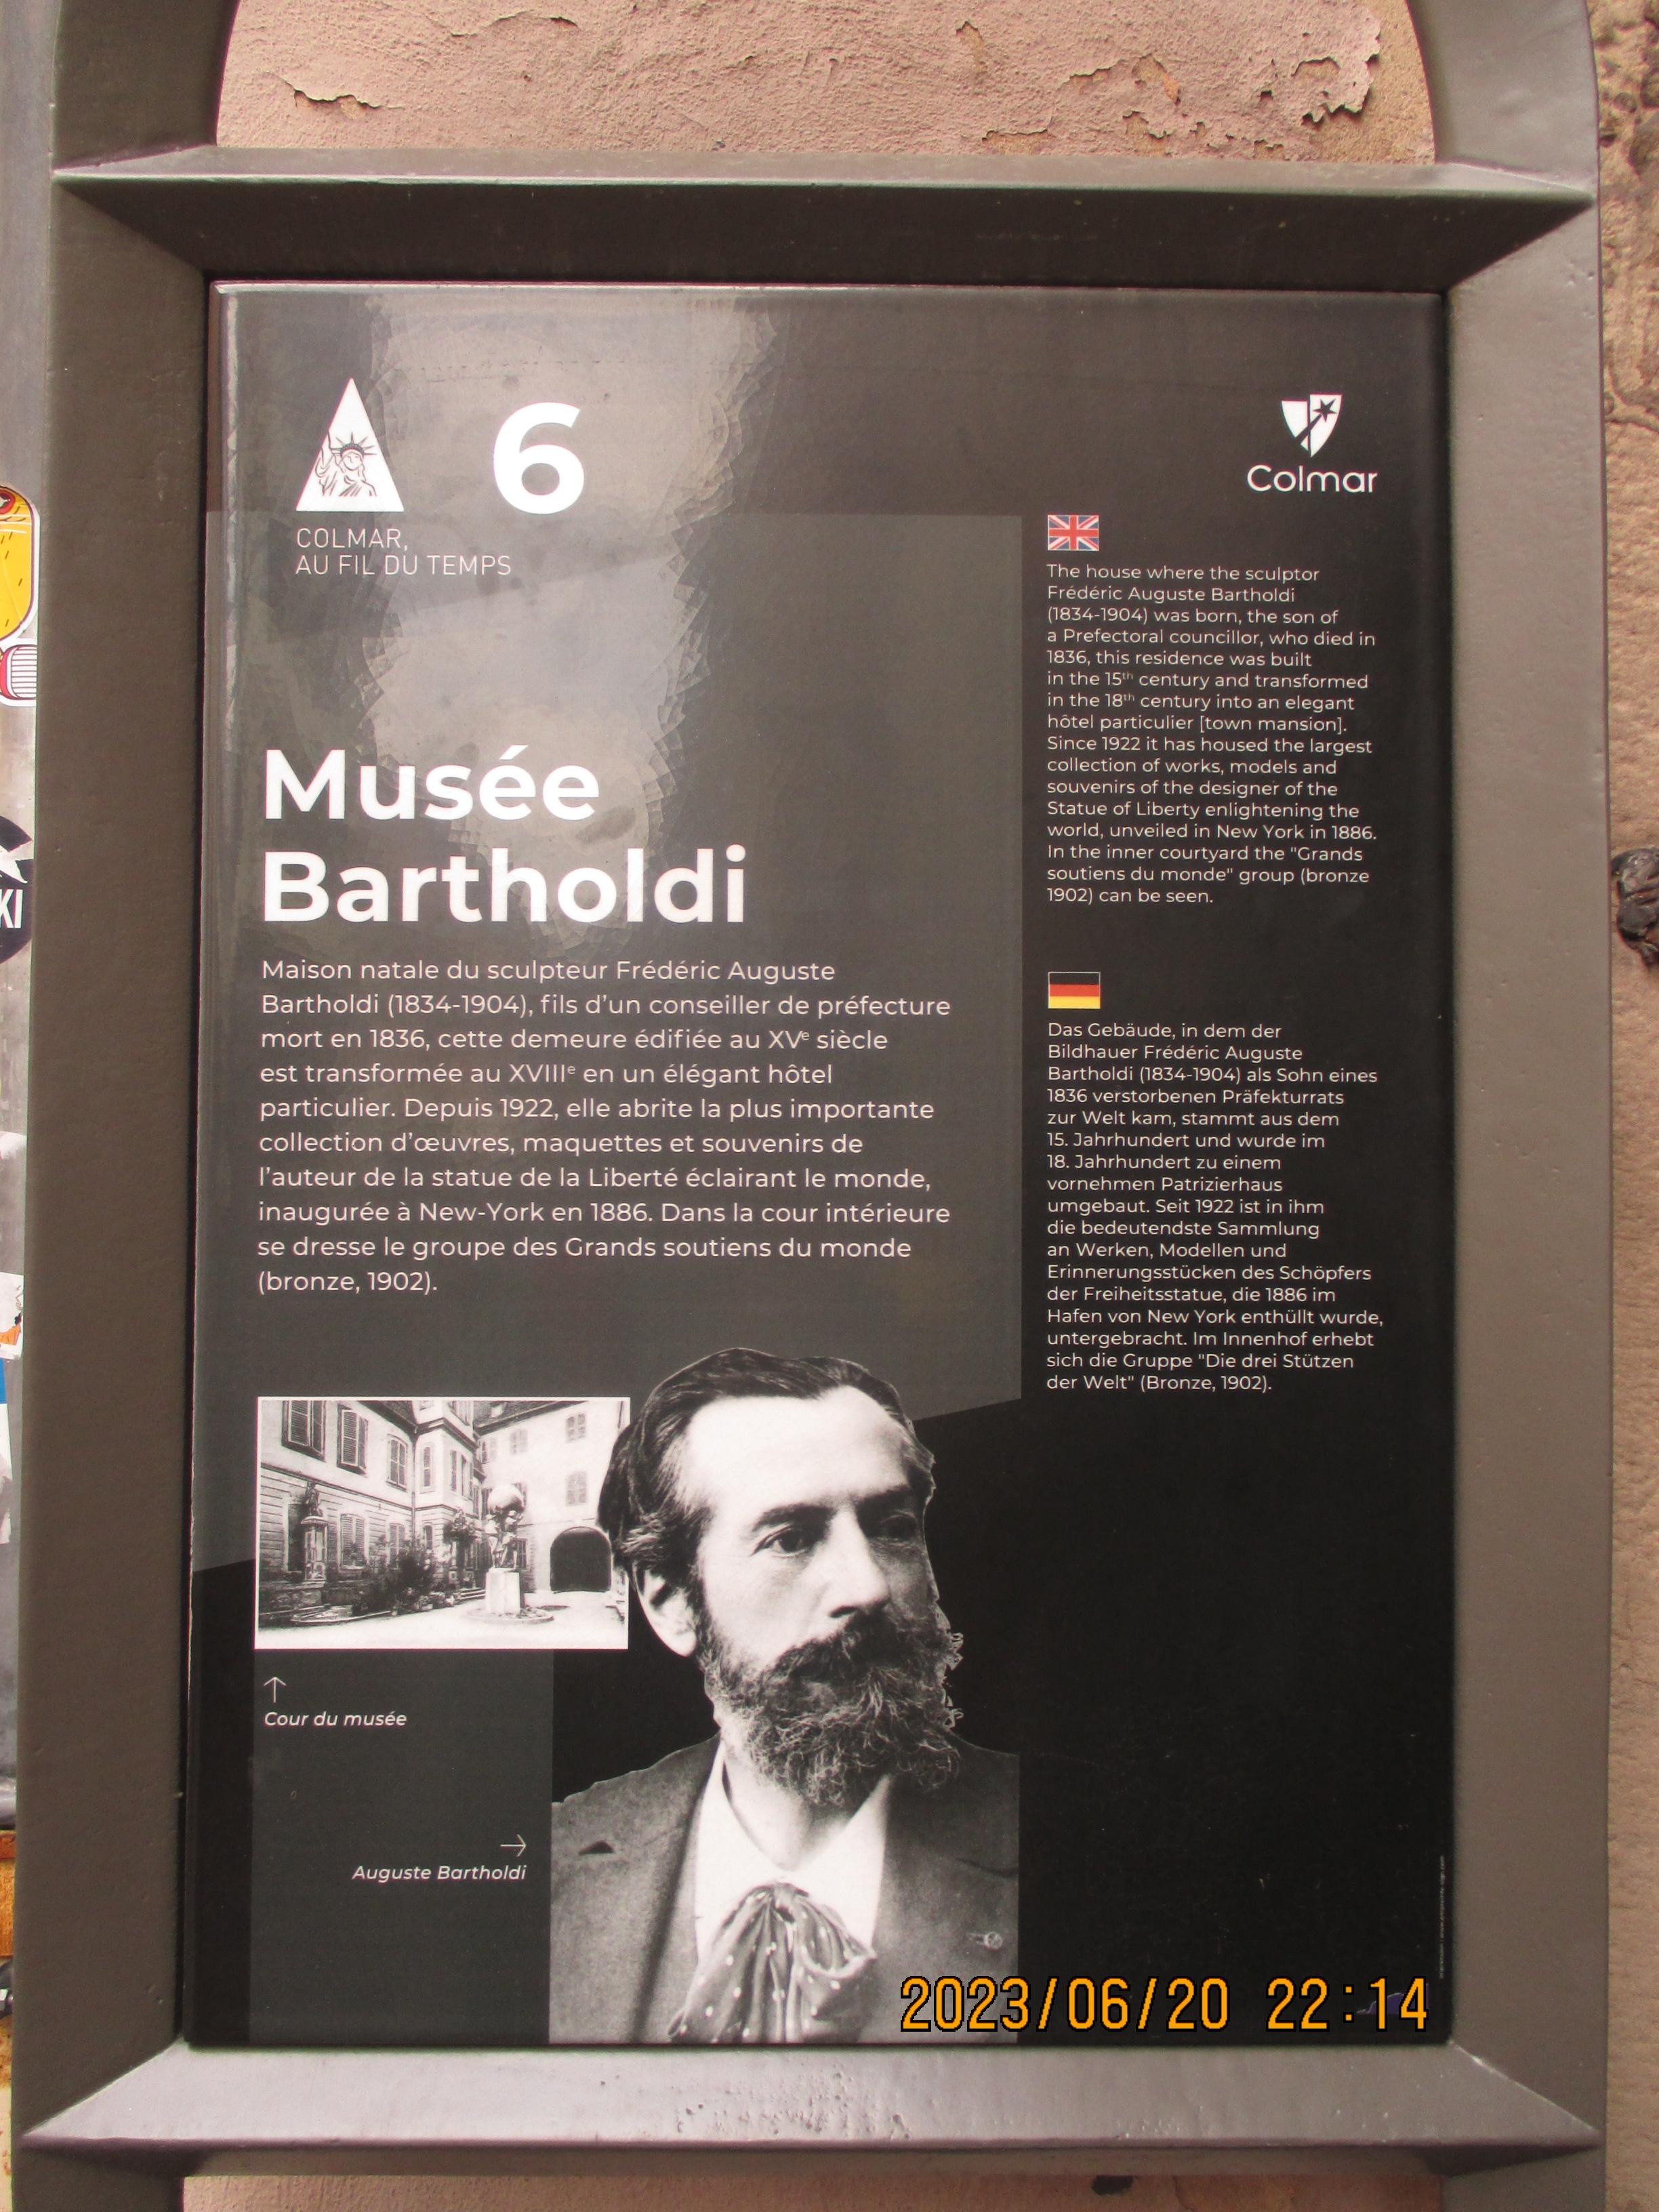 6
COLMAR,
AU FIL DU TEMPS
Colmar
Musée
Bartholdi
Maison natale du sculpteur Frédéric Auguste
Bartholdi (1834-1904), fils d'un conseiller de préfecture
mort en 1836, cette demeure édifiée au XVᵉ siècle
est transformée au XVIIIᵉ en un élégant hôtel
particulier. Depuis 1922, elle abrite la plus importante
collection d'œuvres, maquettes et souvenirs de
l'auteur de la statue de la Liberté éclairant le monde,
inaugurée à New-York en 1886. Dans la cour intérieure
se dresse le groupe des Grands soutiens du monde
(bronze, 1902).
The house where the sculptor
Frédéric Auguste Bartholdi
(1834-1904) was born, the son of
a Prefectoral councillor, who died in
1836, this residence was built
in the 15ᵗʰ century and transformed
in the 18ᵗʰ century into an elegant
hôtel particulier [town mansion].
Since 1922 it has housed the largest
collection of works, models and
souvenirs of the designer of the
Statue of Liberty enlightening the
world, unveiled in New York in 1886.
In the inner courtyard the "Grands
soutiens du monde" group (bronze
1902) can be seen.
Das Gebäude, in dem der
Bildhauer Frédéric Auguste
Bartholdi (1834-1904) als Sohn eines
1836 verstorbenen Präfekturrats
zur Welt kam, stammt aus dem
15. Jahrhundert und wurde im
18. Jahrhundert zu einem
vornehmen Patrizierhaus
umgebaut. Seit 1922 ist in ihm
die bedeutendste Sammlung
an Werken, Modellen und
Erinnerungsstücken des Schöpfers
der Freiheitsstatue, die 1886 im
Hafen von New York enthüllt wurde,
untergebracht. Im Innenhof erhebt
sich die Gruppe "Die drei Stützen
der Welt" (Bronze, 1902).
Cour du musée
Auguste Bartholdi
2023/06/20 22:14